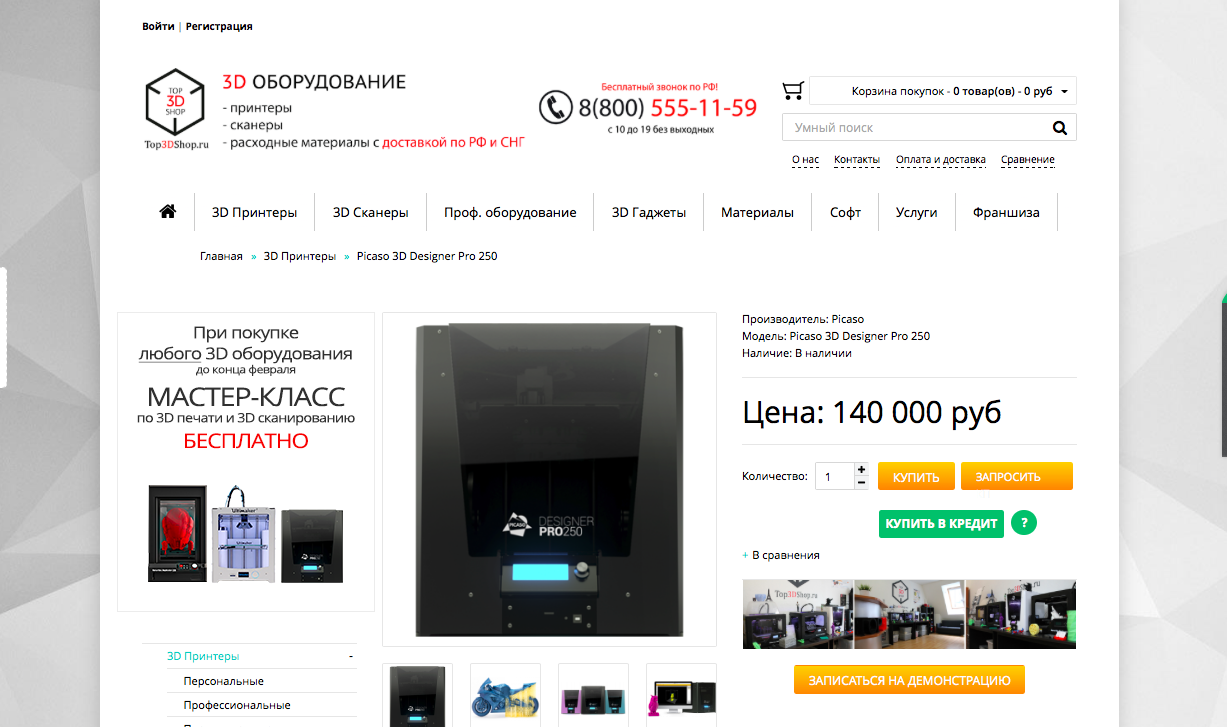 Войти | Регистрация
TOP
3D
SHOP
Top3DShop.ru
3D ОБОРУДОВАНИЕ
- принтеры
- сканеры
- расходные материалы с доставкой по РФ и СНГ
Бесплатный звонок по РФ!
8(800) 555-11-59
с 10 до 19 без выходных
Корзина покупок - 0 товар(ов) - 0 руб
Умный поиск
О нас Контакты Оплата и доставка Сравнение
3D Принтеры 3D Сканеры Проф. оборудование 3D Гаджеты Материалы Софт Услуги Франшиза
Главная » 3D Принтеры » Picaso 3D Designer Pro 250
При покупке
любого 3D оборудования
до конца февраля
МАСТЕР-КЛАСС
по 3D печати и 3D сканированию
БЕСПЛАТНО
Ultimaker
3D Принтеры -
Персональные
Профессиональные
PICASO
DESIGNER
PRO250
Производитель: Picaso
Модель: Picaso 3D Designer Pro 250
Наличие: В наличии
Цена: 140 000 руб
Количество: 1 + - КУПИТЬ ЗАПРОСИТЬ
КУПИТЬ В КРЕДИТ ?
+ В сравнения
Top3DShop.ru
ЗАПИСАТЬСЯ НА ДЕМОНСТРАЦИЮ